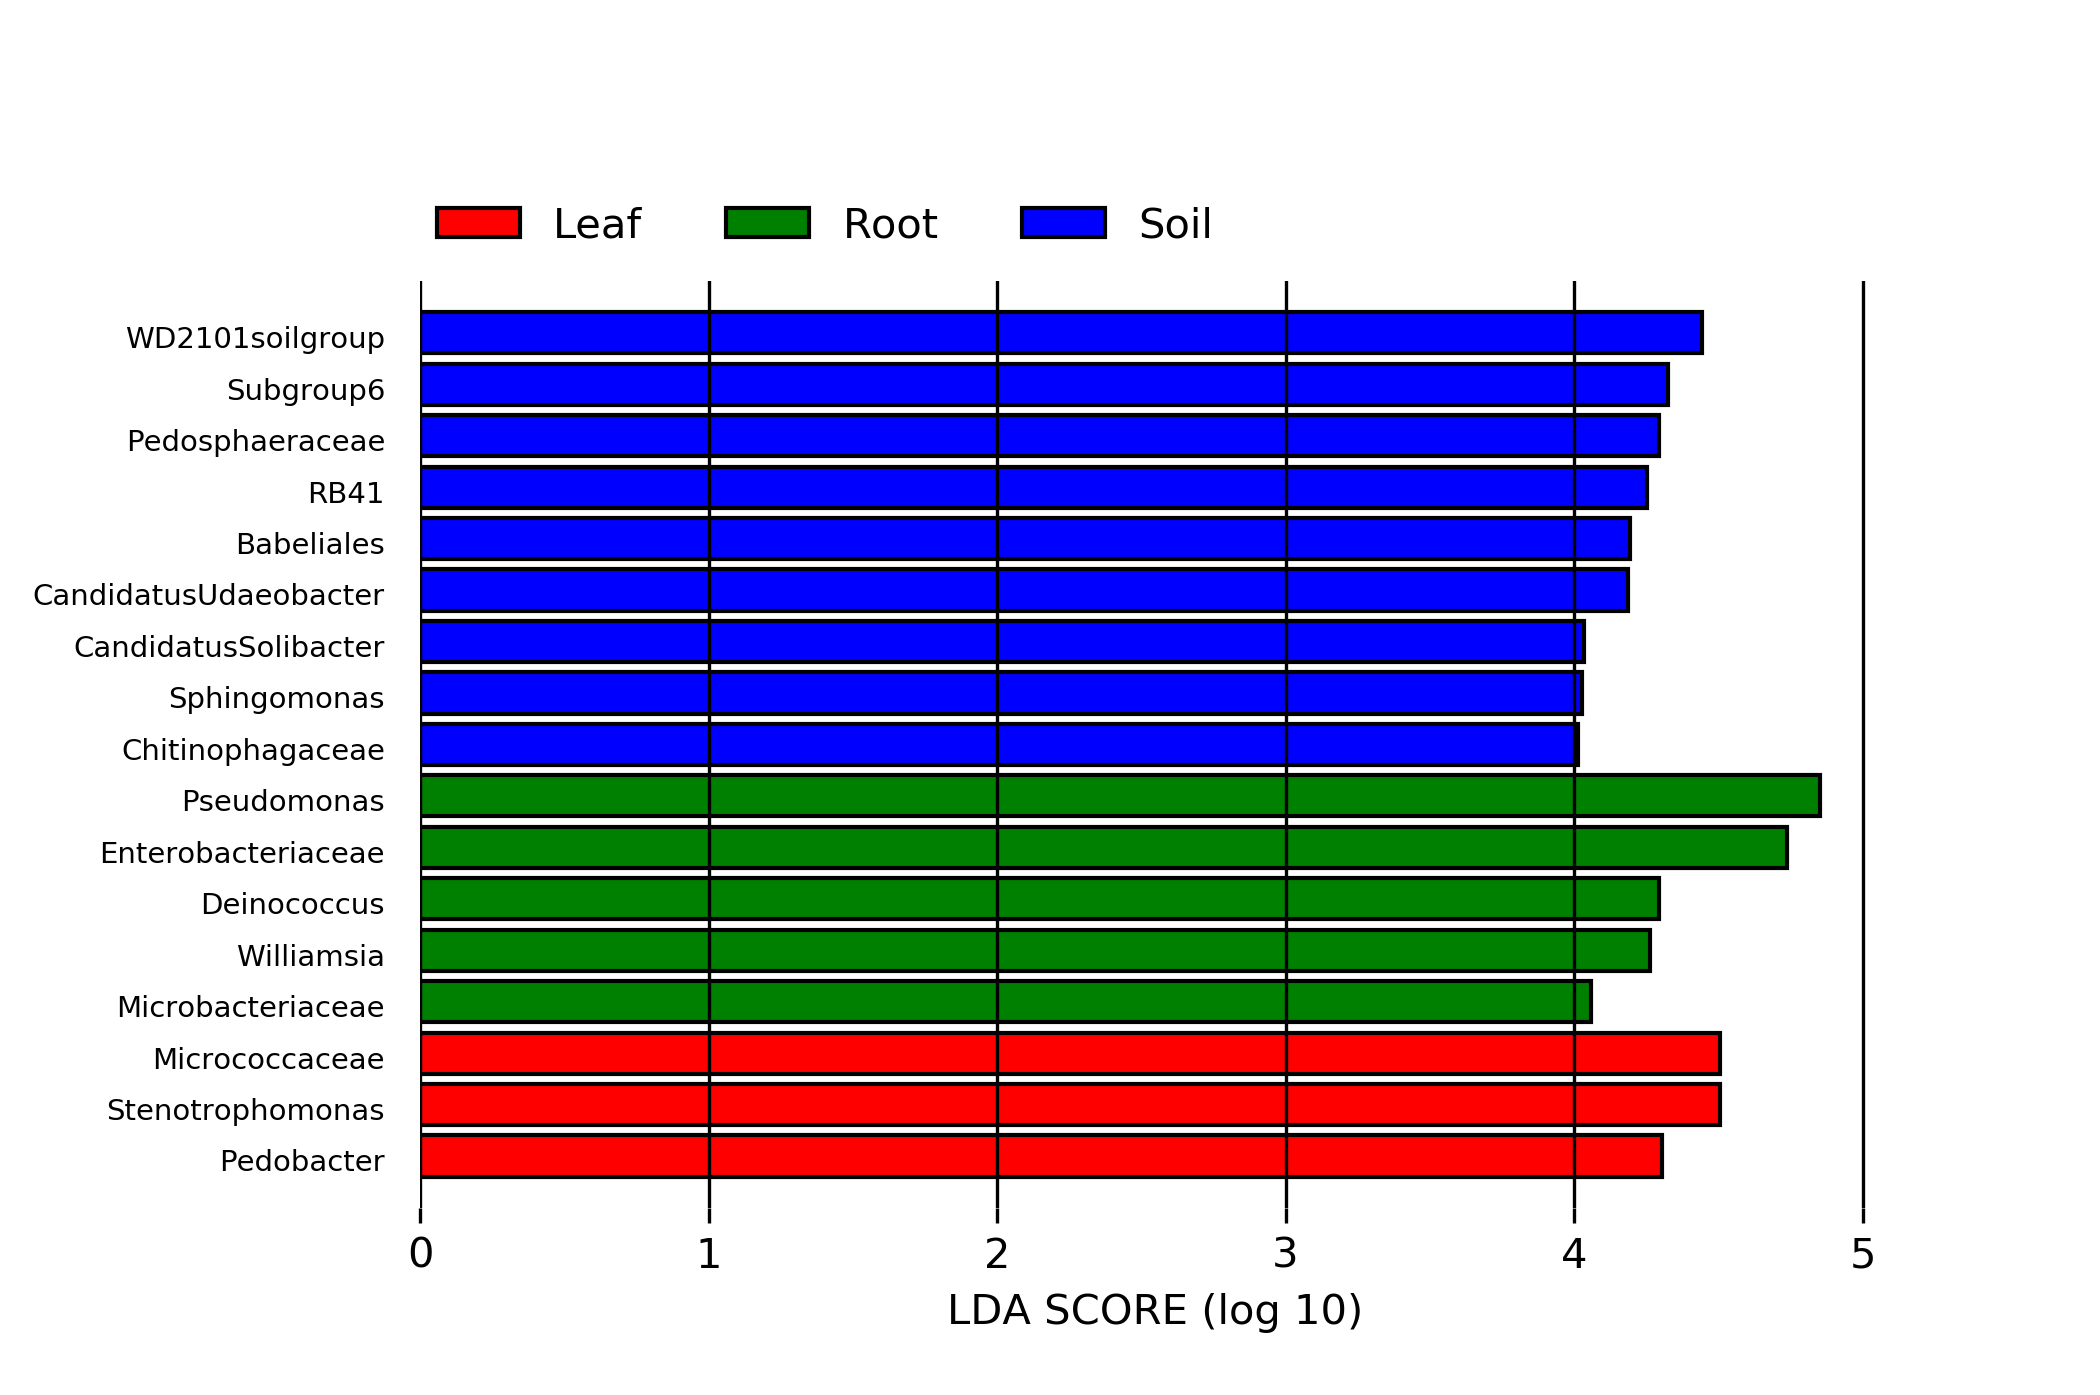 Leaf Root Soil
WD2101soilgroup
Subgroup6
Pedosphaeraceae
RB41
Babeliales
CandidatusUdaeobacter
CandidatusSolibacter
Sphingomonas
Chitinophagaceae
Pseudomonas
Enterobacteriaceae
Deinococcus
Williamsia
Microbacteriaceae
Micrococcaceae
Stenotrophomonas
Pedobacter
0 1 2 3 4 5
LDA SCORE (log 10)